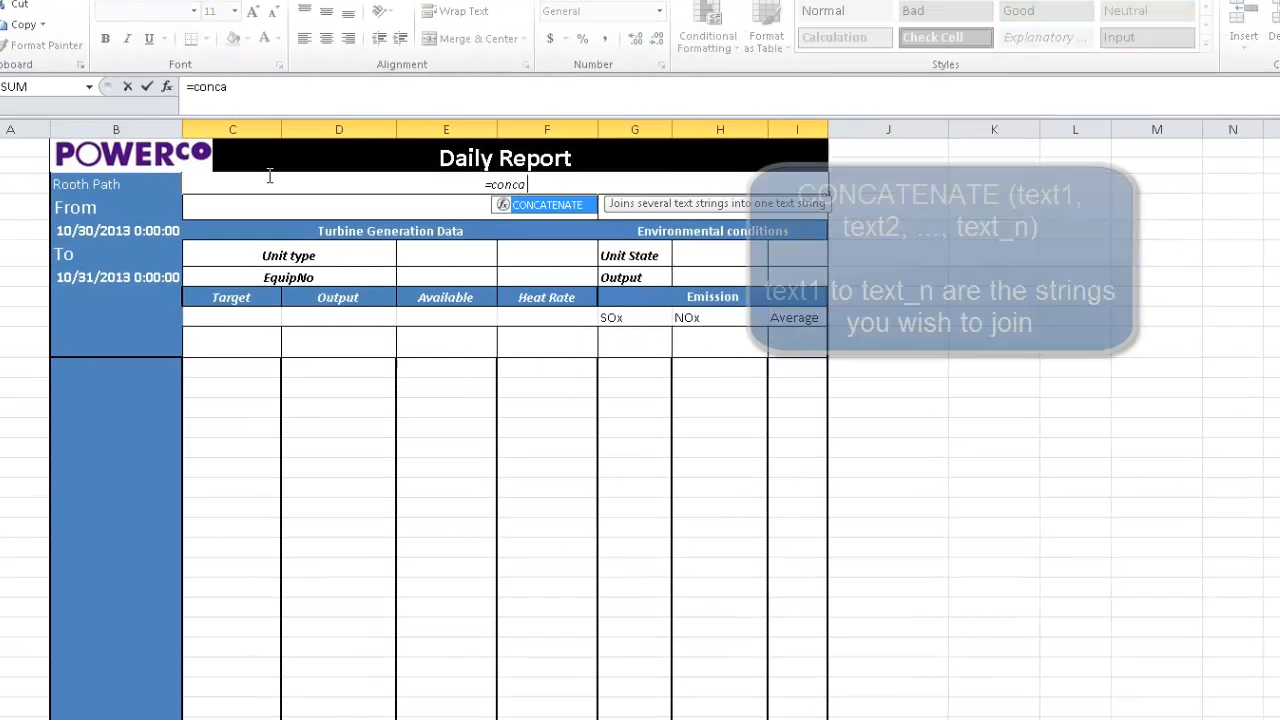 Cut
Copy
Format Painter
pboard
11
Font
Wrap Text
Merge & Center
Alignment
General
Number
Conditional
Formatting
Format
as Table
Normal
Bad
Good
Neutral
Calculation
Check Cell
Explanatory ...
Input
Styles
Insert
SUM
fx
=conca
A B C D E F G H I J K L M N
POWERCO
Daily Report
Rooth Path
=conca
From
CONCATENATE
Joins several text strings into one text string
10/30/2013 0:00:00
Turbine Generation Data
Environmental conditions
To
Unit type
Unit State
10/31/2013 0:00:00
EquipNo
Output
Target
Output
Available
Heat Rate
Emission
SOx
NOx
Average
CONCATENATE (text1,
text2, ..., text_n)
text1 to text_n are the strings
you wish to join